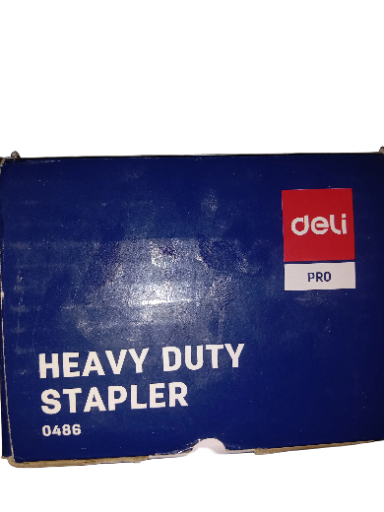 deli
PRO
HEAVY DUTY
STAPLER
0486